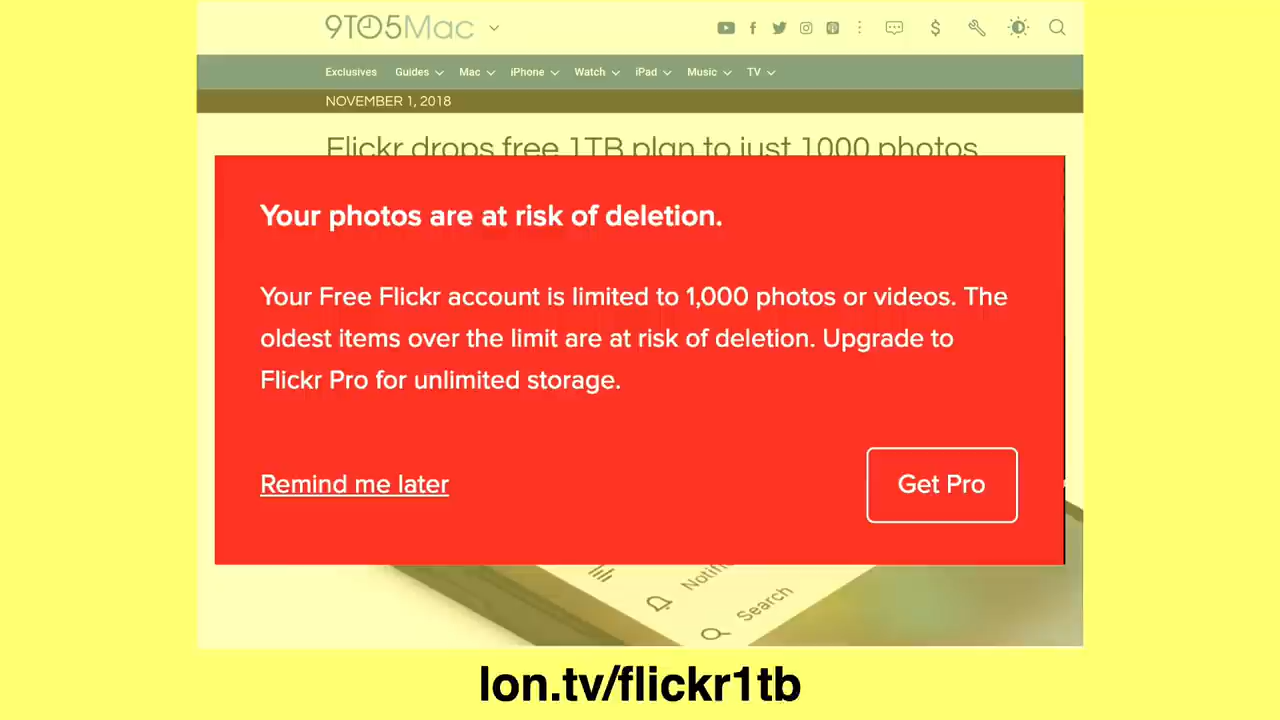 9TO5Mac
Exclusives Guides Mac iPhone Watch iPad Music TV
NOVEMBER 1, 2018
Flickr drops free 1TB plan to just 1000 photos
Your photos are at risk of deletion.
Your Free Flickr account is limited to 1,000 photos or videos. The
oldest items over the limit are at risk of deletion. Upgrade to
Flickr Pro for unlimited storage.
Remind me later Get Pro
Search
lon.tv/flickr1tb